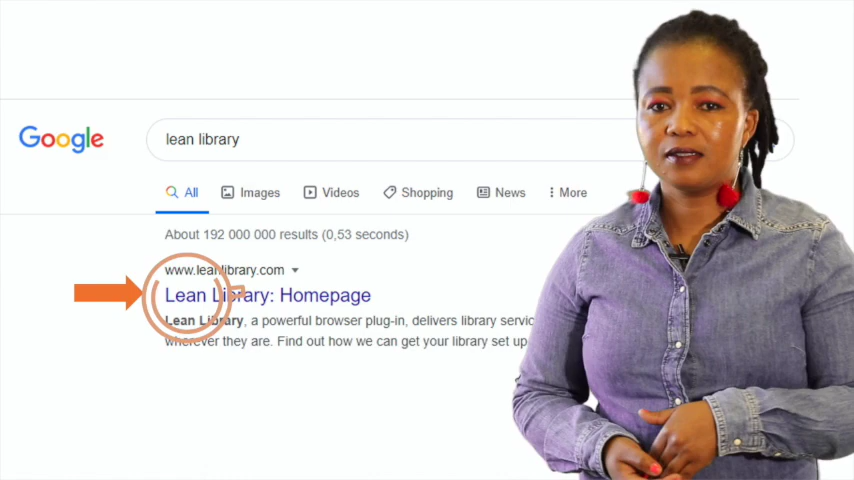 Google
lean library
All Images Videos Shopping News More
About 192 000 000 results (0,53 seconds)
www.leanlibrary.com
Lean Library: Homepage
Lean Library, a powerful browser plug-in, delivers library
wherever they are. Find out how we can get your library set up